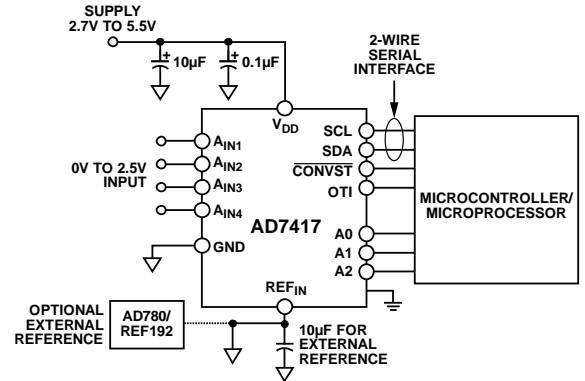 SUPPLY
2.7V TO 5.5V
10µF
0.1µF
2-WIRE
SERIAL
INTERFACE
VDD
AIN1
AIN2
AIN3
AIN4
0V TO 2.5V
INPUT
GND
AD7417
SCL
SDA
CONVST
OTI
A0
A1
A2
MICROCONTROLLER/
MICROPROCESSOR
REFIN
OPTIONAL
EXTERNAL
REFERENCE
AD780/
REF192
10µF FOR
EXTERNAL
REFERENCE